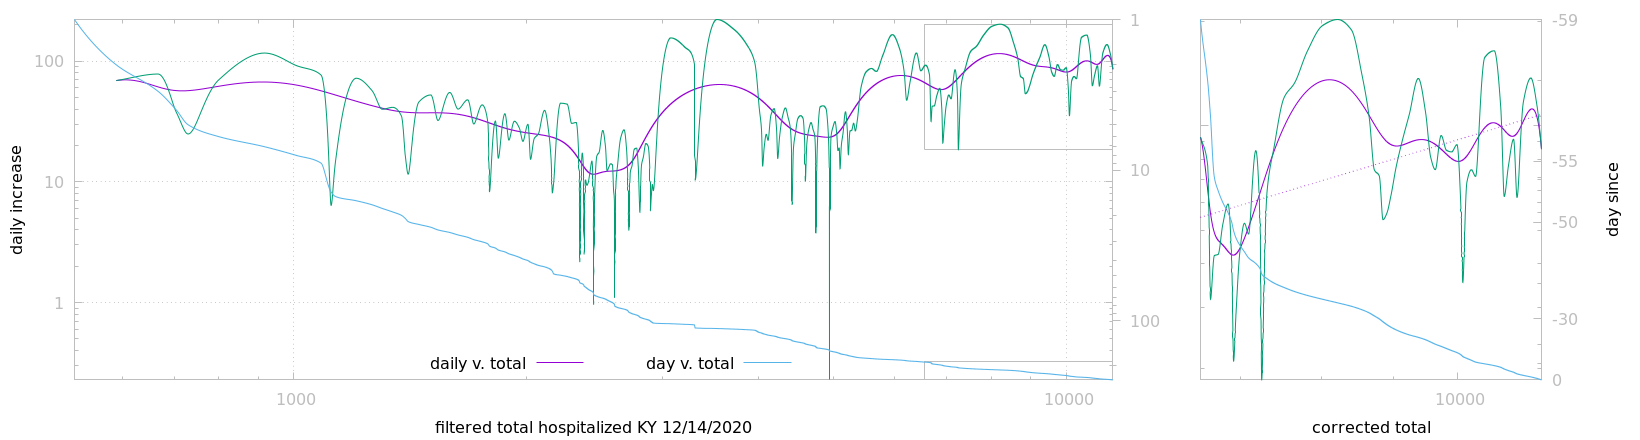 100
10
1
daily increase
1
10
100
daily v. total
day v. total
1000
10000
filtered total hospitalized KY 12/14/2020
-59
-55
-50
-30
0
day since
10000
corrected total